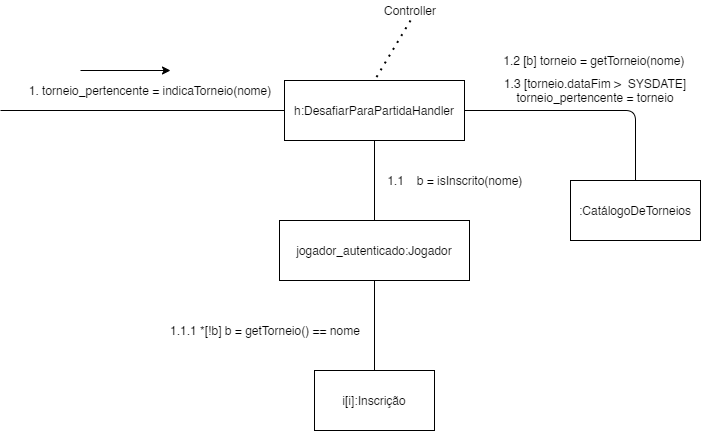 Controller
1.2 [b] torneio = getTorneio(nome)
1. torneio_pertencente = indicaTorneio(nome)
h:DesafiarParaPartidaHandler
1.3 [torneio.dataFim > SYSDATE]
torneio_pertencente = torneio
1.1 b = isInscrito(nome)
:CatálogoDeTorneios
jogador_autenticado:Jogador
1.1.1 *[!b] b = getTorneio() == nome
i[i]:Inscrição